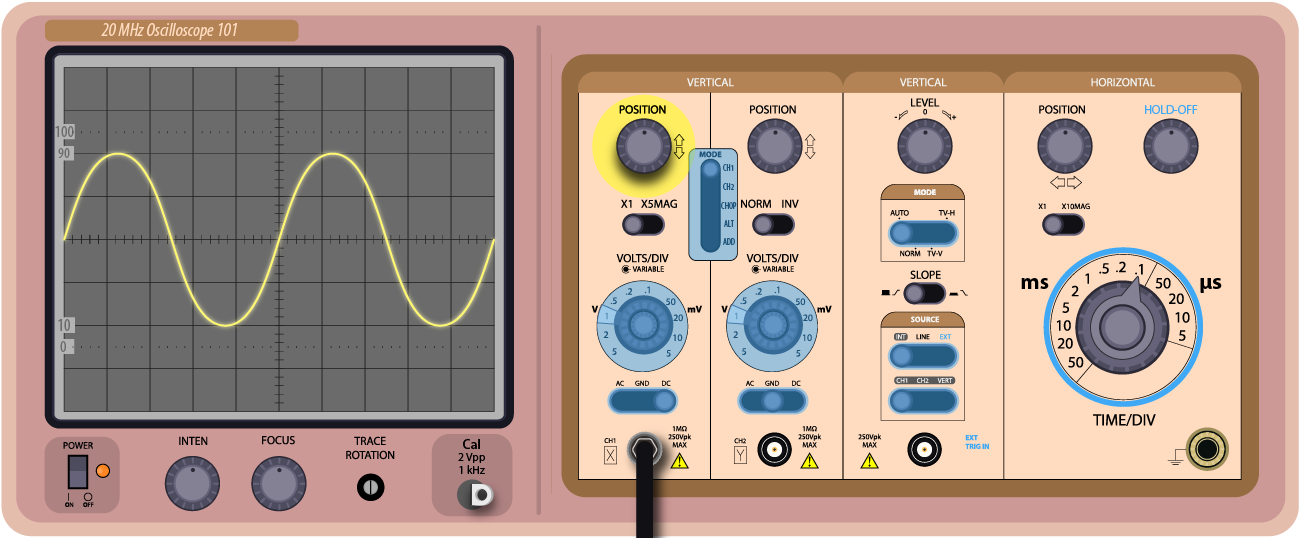 20 MHz Oscilloscope 101
100
90
10
0
POWER
ON OFF
INTEN
FOCUS
TRACE
ROTATION
Cal
2 Vpp
1 kHz
VERTICAL
POSITION
POSITION
MODE
CH1
CH2
CHOP
ALT
ADD
X1 X5MAG
NORM INV
VOLTS/DIV
VARIABLE
V
mV
.5 .2 .1 50
1 20
2 10
5 5
VOLTS/DIV
VARIABLE
V
mV
.5 .2 .1 50
1 20
2 10
5 5
AC GND DC
AC GND DC
CH1
X
1MΩ
250Vpk
MAX
CH2
Y
1MΩ
250Vpk
MAX
VERTICAL
LEVEL
- 0 +
MODE
AUTO TV-H
NORM TV-V
SLOPE
SOURCE
INT LINE EXT
CH1 CH2 VERT
250Vpk
MAX
EXT
TRIG IN
HORIZONTAL
POSITION
HOLD-OFF
X1 X10MAG
ms
µs
.5 .2 .1
1 50
2 20
5 10
10 5
20
50
TIME/DIV